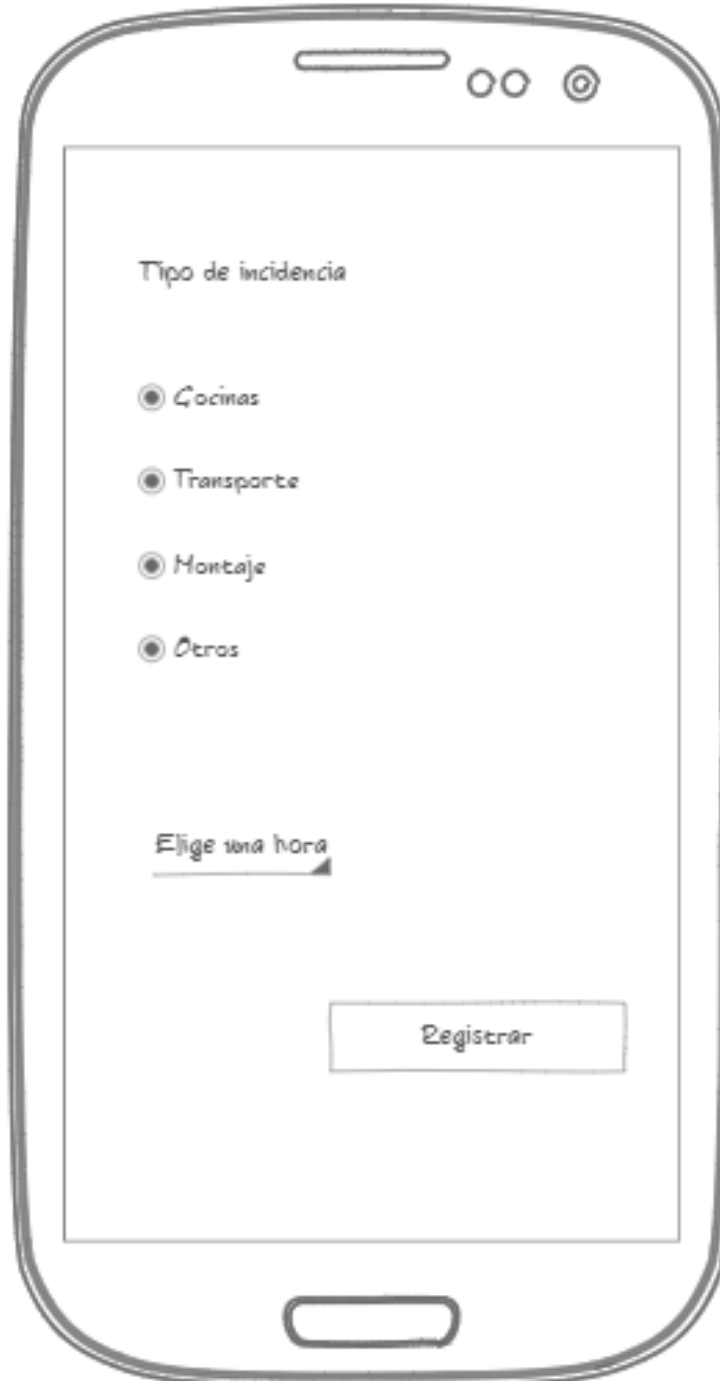 Tipo de incidencia
Cocinas
Transporte
Montaje
Otros
Elige una hora
Registrar